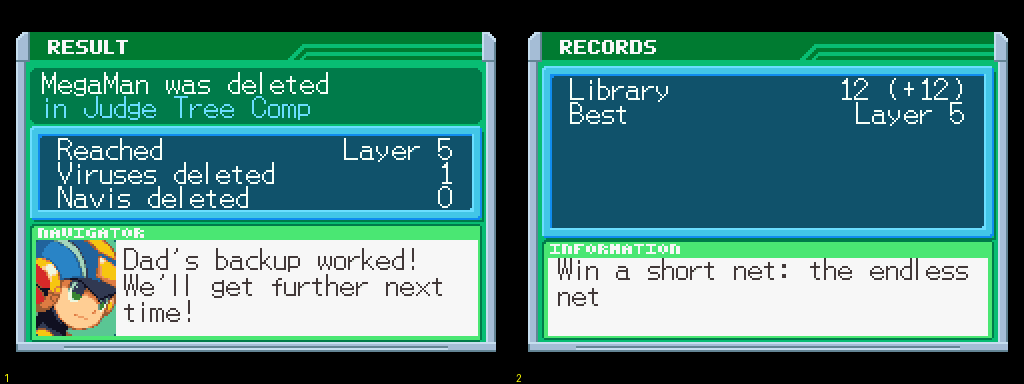 RESULT
MegaMan was deleted
in Judge Tree Comp
Reached Layer 5
Viruses deleted 1
Navis deleted 0
NAVIGATOR
Dad's backup worked!
We'll get further next
time!
1
RECORDS
Library 12 (+12)
Best Layer 5
INFORMATION
Win a short net: the endless
net
2